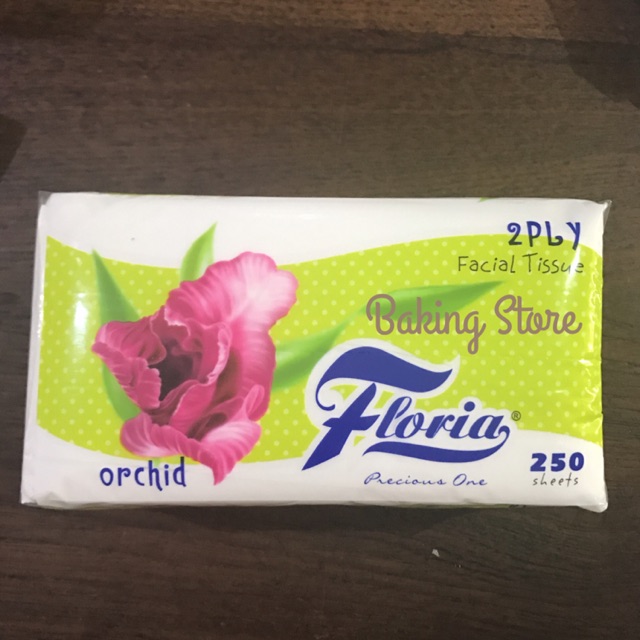 2PLY
Facial Tissue
Baking Store
Floria®
Precious One
orchid
250
sheets